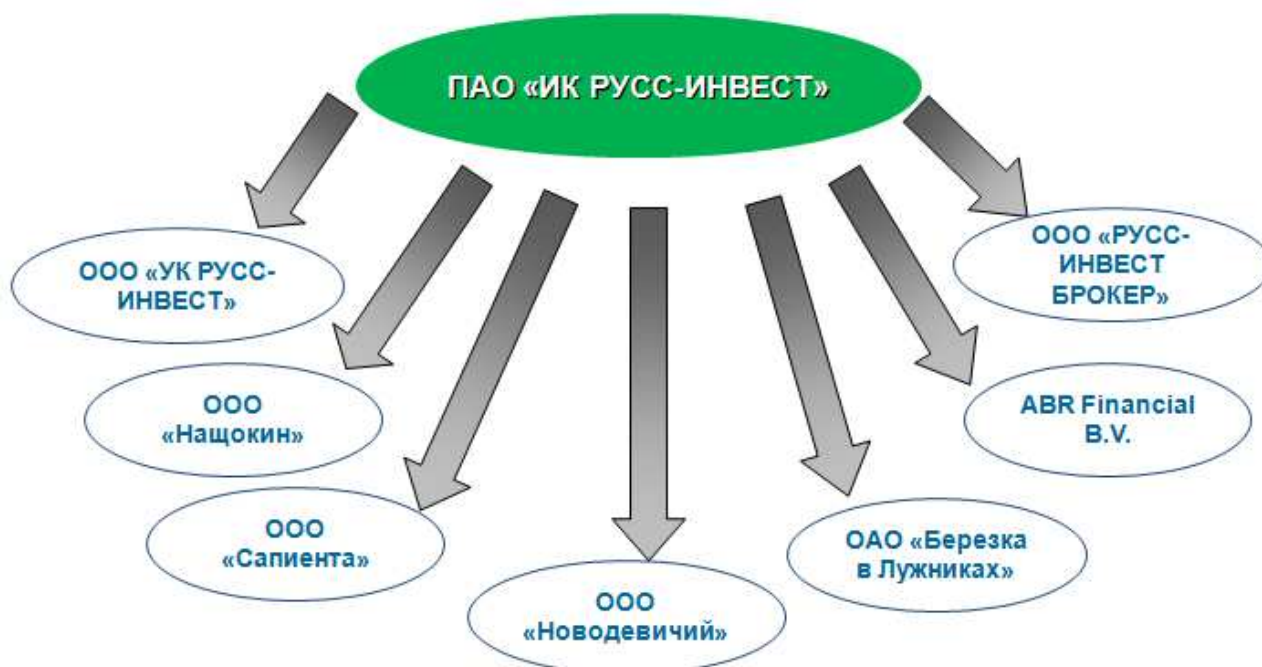 ПАО «ИК РУСС-ИНВЕСТ»
ООО «УК РУСС-
ИНВЕСТ»
ООО
«Нащокин»
ООО
«Сапиента»
ООО
«Новодевичий»
ОАО «Березка
в Лужниках»
ABR Financial
B.V.
ООО «РУСС-
ИНВЕСТ
БРОКЕР»